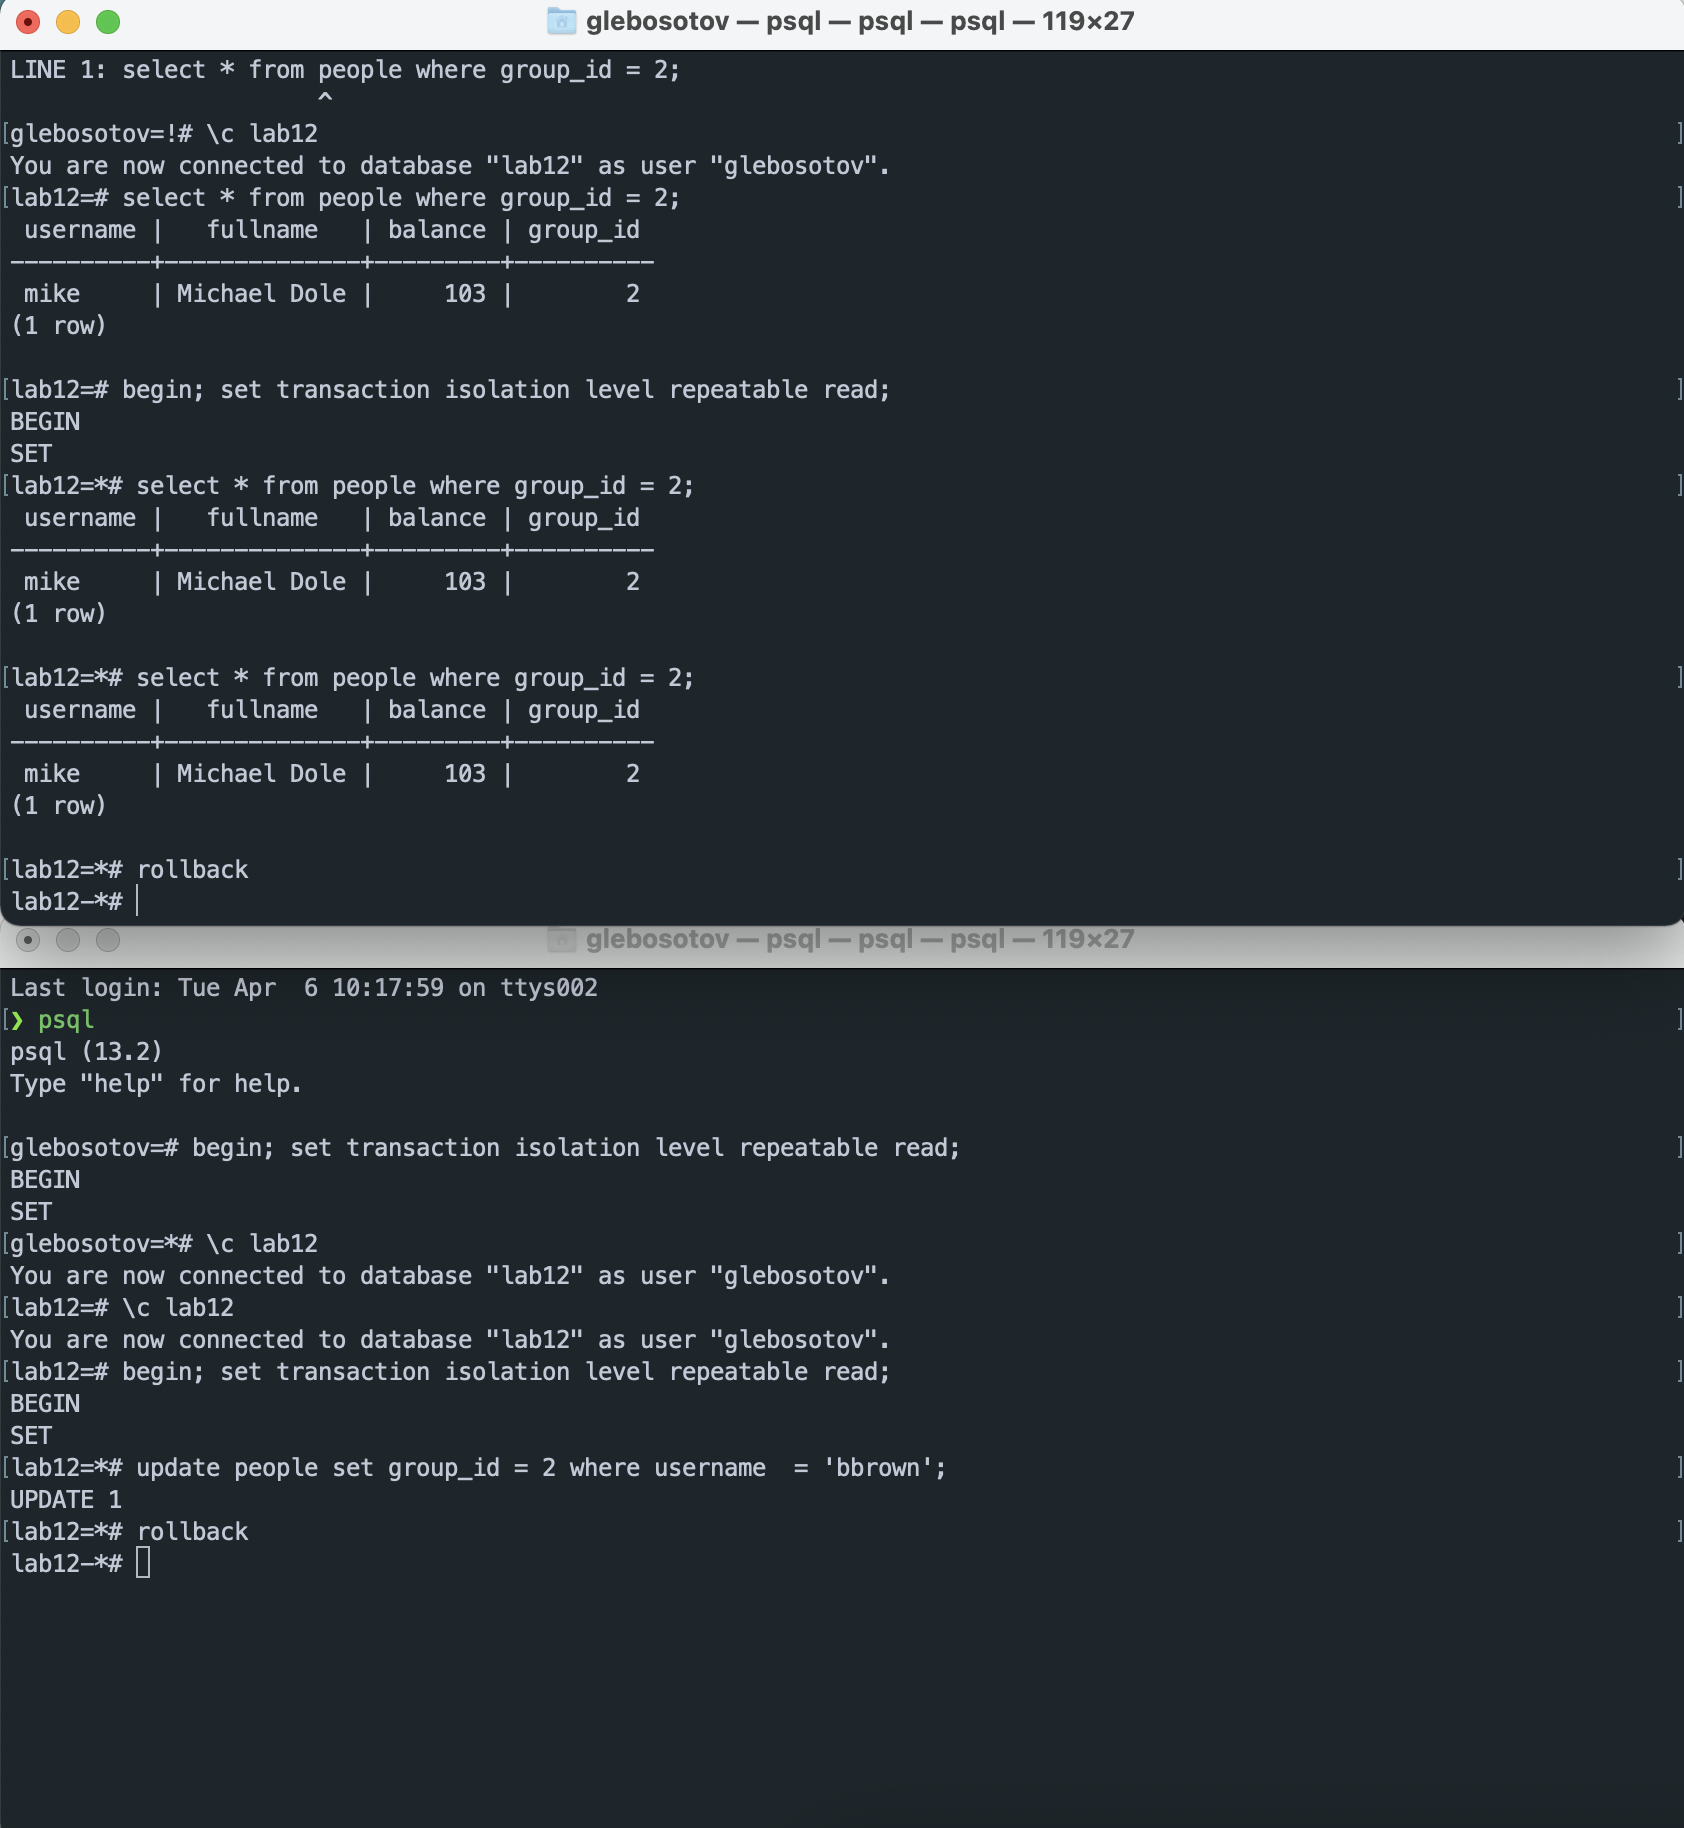 glebosotov — psql — psql — psql — 119×27
LINE 1: select * from people where group_id = 2;
                      ^
[glebosotov=!# \c lab12 ]
You are now connected to database "lab12" as user "glebosotov".
[lab12=# select * from people where group_id = 2; ]
 username |   fullname   | balance | group_id
----------+--------------+---------+----------
 mike     | Michael Dole |     103 |        2
(1 row)
[lab12=# begin; set transaction isolation level repeatable read; ]
BEGIN
SET
[lab12=*# select * from people where group_id = 2; ]
 username |   fullname   | balance | group_id
----------+--------------+---------+----------
 mike     | Michael Dole |     103 |        2
(1 row)
[lab12=*# select * from people where group_id = 2; ]
 username |   fullname   | balance | group_id
----------+--------------+---------+----------
 mike     | Michael Dole |     103 |        2
(1 row)
[lab12=*# rollback ]
lab12-*#
glebosotov — psql — psql — psql — 119×27
Last login: Tue Apr  6 10:17:59 on ttys002
[❯ psql ]
psql (13.2)
Type "help" for help.
[glebosotov=# begin; set transaction isolation level repeatable read; ]
BEGIN
SET
[glebosotov=*# \c lab12 ]
You are now connected to database "lab12" as user "glebosotov".
[lab12=# \c lab12 ]
You are now connected to database "lab12" as user "glebosotov".
[lab12=# begin; set transaction isolation level repeatable read; ]
BEGIN
SET
[lab12=*# update people set group_id = 2 where username  = 'bbrown'; ]
UPDATE 1
[lab12=*# rollback ]
lab12-*#